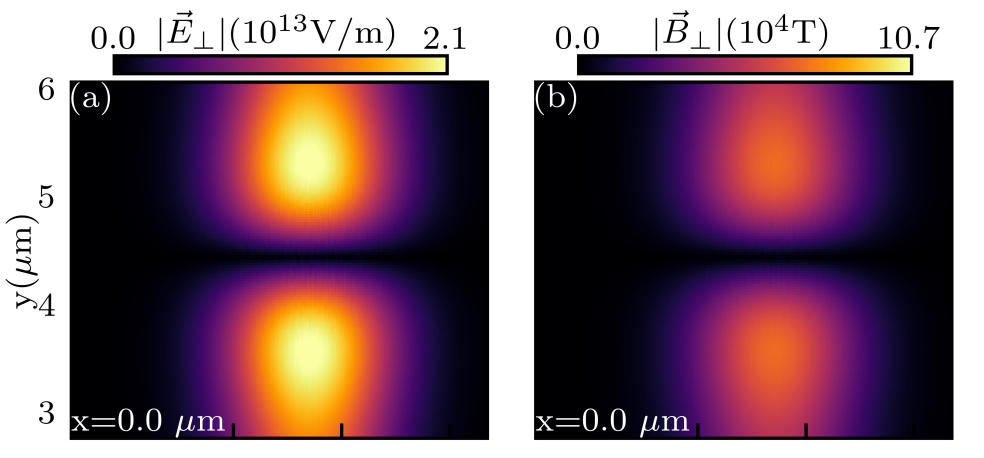 0.0 |E⃗⊥|(10¹³V/m) 2.1
0.0 |B⃗⊥|(10⁴T) 10.7
(a)
(b)
6
5
4
3
y(μm)
x=0.0 μm
x=0.0 μm